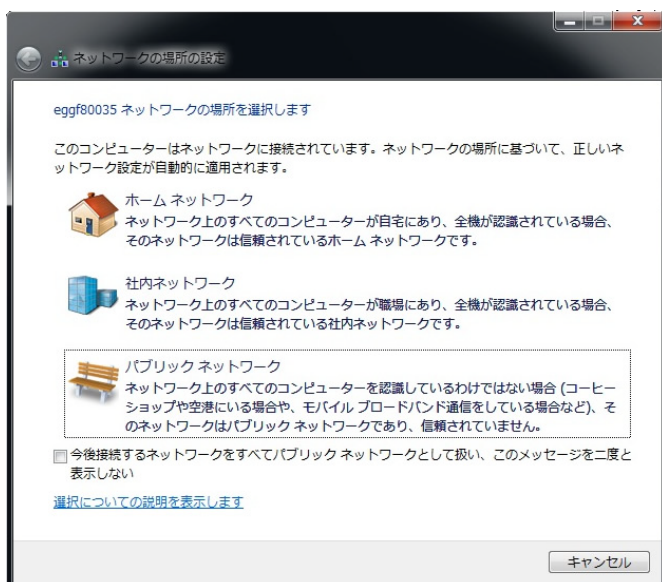 ネットワークの場所の設定
eggf80035 ネットワークの場所を選択します
このコンピューターはネットワークに接続されています。ネットワークの場所に基づいて、正しいネ
ットワーク設定が自動的に適用されます。
ホーム ネットワーク
ネットワーク上のすべてのコンピューターが自宅にあり、全機が認識されている場合、
そのネットワークは信頼されているホーム ネットワークです。
社内ネットワーク
ネットワーク上のすべてのコンピューターが職場にあり、全機が認識されている場合、
そのネットワークは信頼されている社内ネットワークです。
パブリック ネットワーク
ネットワーク上のすべてのコンピューターを認識しているわけではない場合 (コーヒー
ショップや空港にいる場合や、モバイル ブロードバンド通信をしている場合など)、そ
のネットワークはパブリック ネットワークであり、信頼されていません。
今後接続するネットワークをすべてパブリック ネットワークとして扱い、このメッセージを二度と
表示しない
選択についての説明を表示します
キャンセル